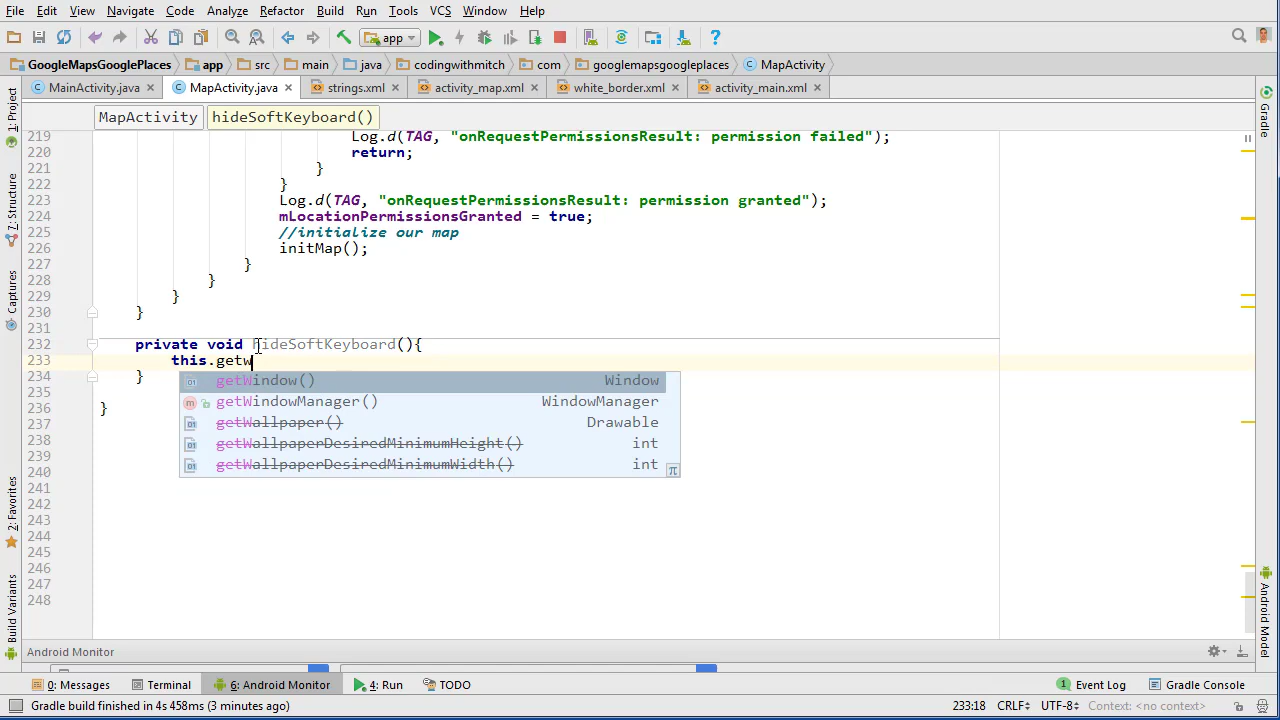 File Edit View Navigate Code Analyze Refactor Build Run Tools VCS Window Help
app
GoogleMapsGooglePlaces app src main java codingwithmitch com googlemapsgoogleplaces MapActivity
MainActivity.java MapActivity.java strings.xml activity_map.xml white_border.xml activity_main.xml
MapActivity hideSoftKeyboard()
219 Log.d(TAG, "onRequestPermissionsResult: permission failed");
220 return;
221 }
222 }
223 Log.d(TAG, "onRequestPermissionsResult: permission granted");
224 mLocationPermissionsGranted = true;
225 //initialize our map
226 initMap();
227 }
228 }
229 }
230 }
231
232 private void hideSoftKeyboard(){
233 this.getw
234 }
235
236 }
237
238
239
240
241
242
243
244
245
246
247
248
getWindow() Window
getWindowManager() WindowManager
getWallpaper() Drawable
getWallpaperDesiredMinimumHeight() int
getWallpaperDesiredMinimumWidth() int
π
1: Project
7: Structure
Captures
2: Favorites
Build Variants
Gradle
Android Model
Android Monitor
0: Messages Terminal 6: Android Monitor 4: Run TODO Event Log Gradle Console
Gradle build finished in 4s 458ms (3 minutes ago) 233:18 CRLF UTF-8 Context: <no context>